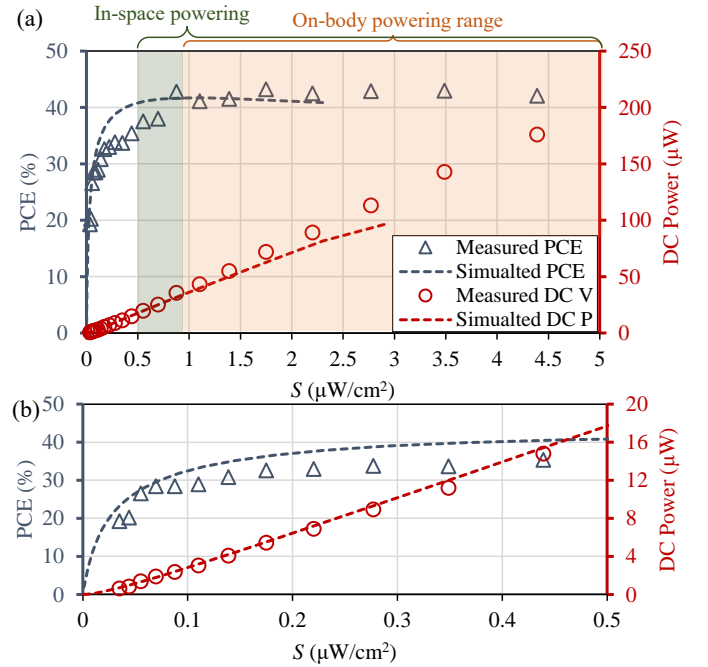 In-space powering
On-body powering range
(a)
50
40
30
20
10
0
PCE (%)
250
200
150
100
50
0
DC Power (µW)
Measured PCE
Simualted PCE
Measured DC V
Simualted DC P
0 0.5 1 1.5 2 2.5 3 3.5 4 4.5 5
S (µW/cm²)
(b)
50
40
30
20
10
0
PCE (%)
20
16
12
8
4
0
DC Power (µW)
0 0.1 0.2 0.3 0.4 0.5
S (µW/cm²)